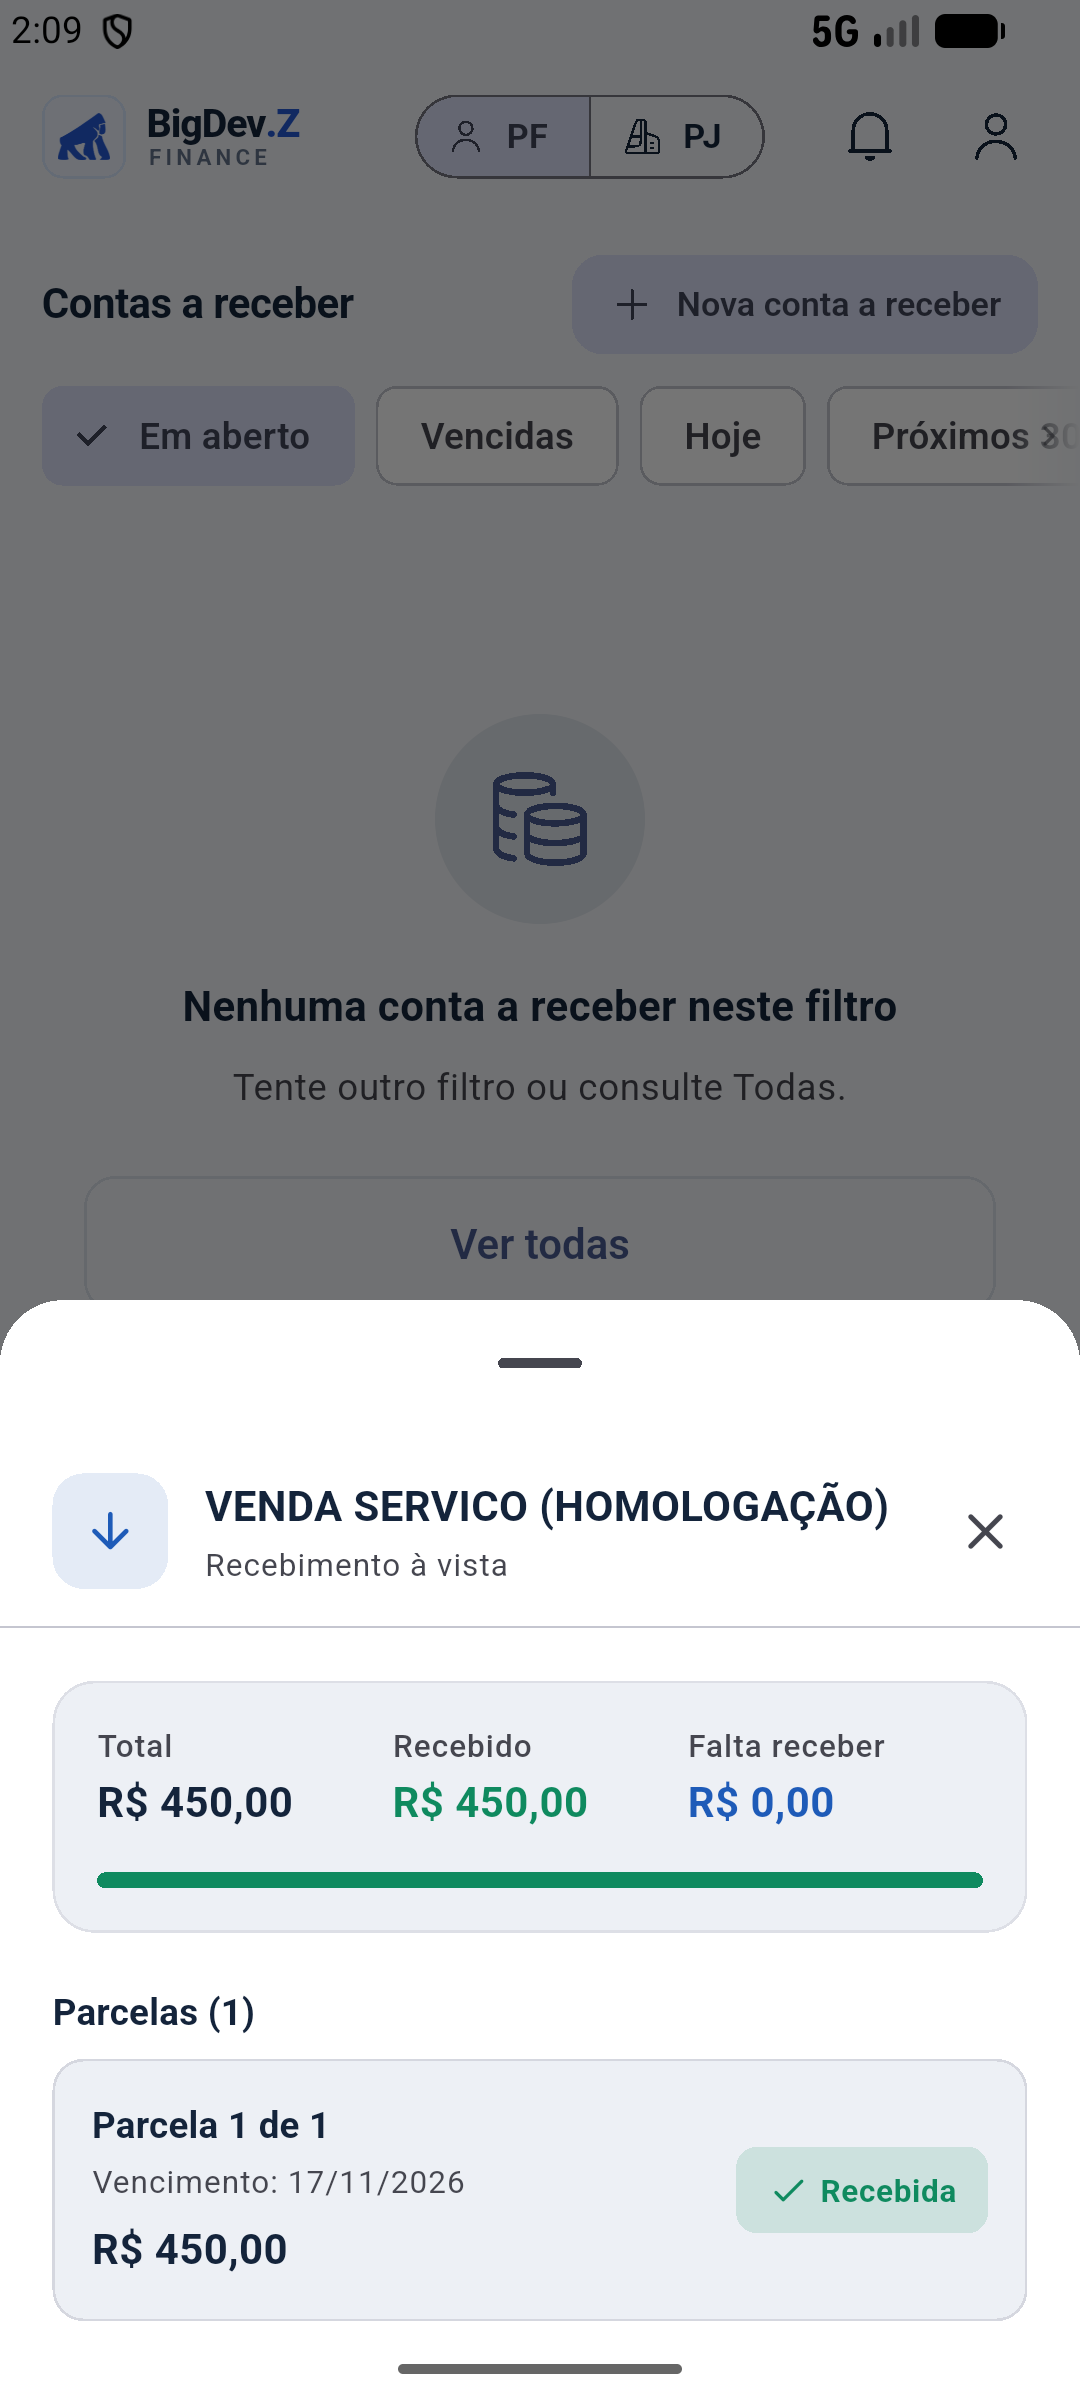 2:09
5G
BigDev.Z
FINANCE
PF
PJ
Contas a receber
Nova conta a receber
Em aberto
Vencidas
Hoje
Próximos 30
Nenhuma conta a receber neste filtro
Tente outro filtro ou consulte Todas.
Ver todas
VENDA SERVICO (HOMOLOGAÇÃO)
Recebimento à vista
Total
Recebido
Falta receber
R$ 450,00
R$ 450,00
R$ 0,00
Parcelas (1)
Parcela 1 de 1
Vencimento: 17/11/2026
Recebida
R$ 450,00